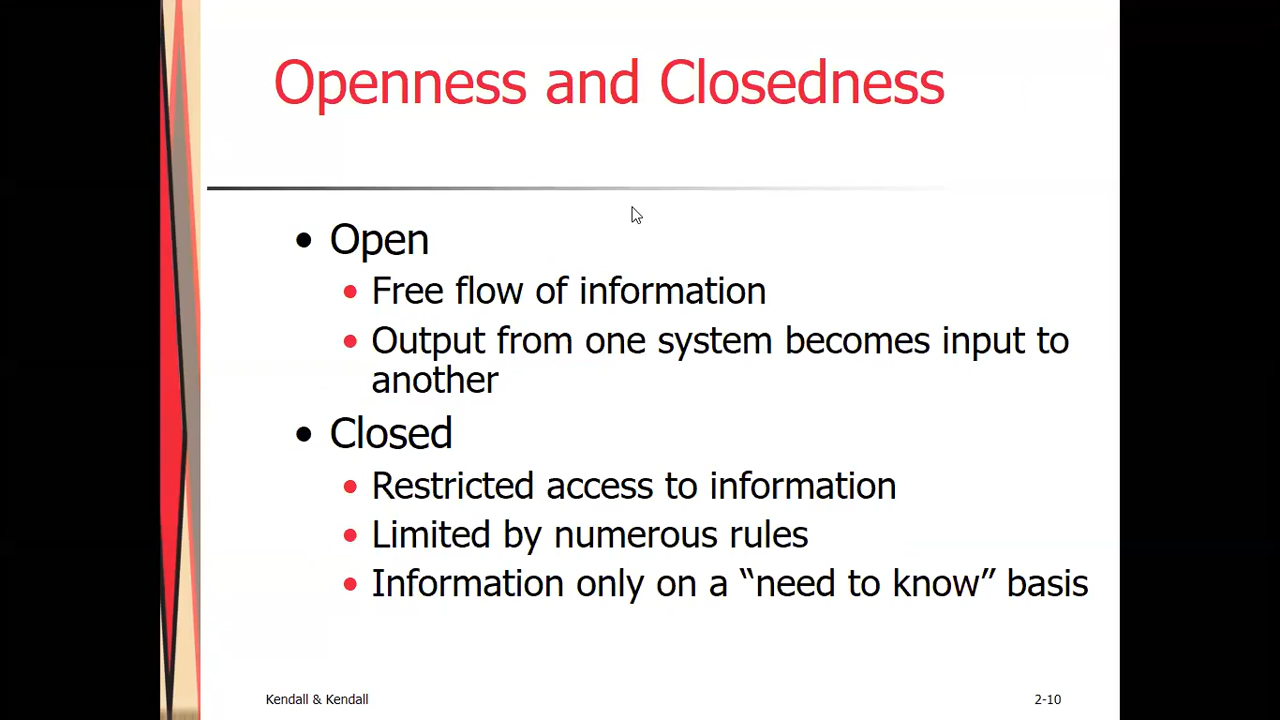 Openness and Closedness
• Open
• Free flow of information
• Output from one system becomes input to
another
• Closed
• Restricted access to information
• Limited by numerous rules
• Information only on a “need to know” basis
Kendall & Kendall
2-10